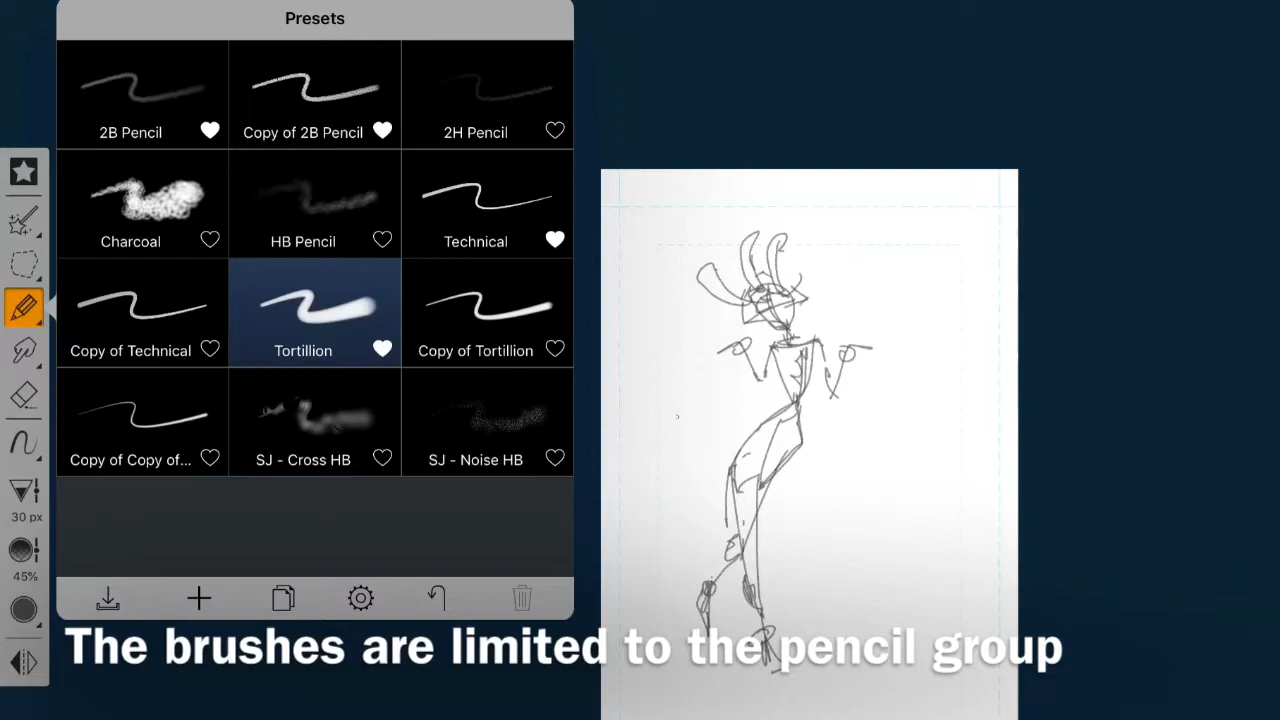 Presets
2B Pencil
Copy of 2B Pencil
2H Pencil
Charcoal
HB Pencil
Technical
Copy of Technical
Tortillion
Copy of Tortillion
Copy of Copy of...
SJ - Cross HB
SJ - Noise HB
30 px
45%
The brushes are limited to the pencil group